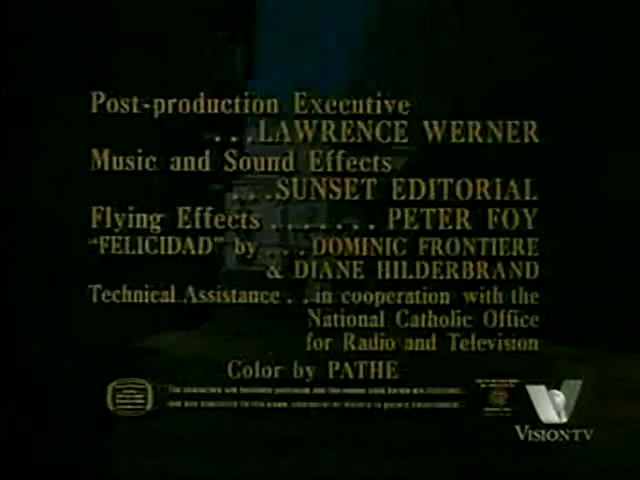 Post-production Executive
...LAWRENCE WERNER
Music and Sound Effects
...SUNSET EDITORIAL
Flying Effects ....... PETER FOY
"FELICIDAD" by ... DOMINIC FRONTIERE
& DIANE HILDERBRAND
Technical Assistance .. in cooperation with the
National Catholic Office
for Radio and Television
Color by PATHE
VISIONTV